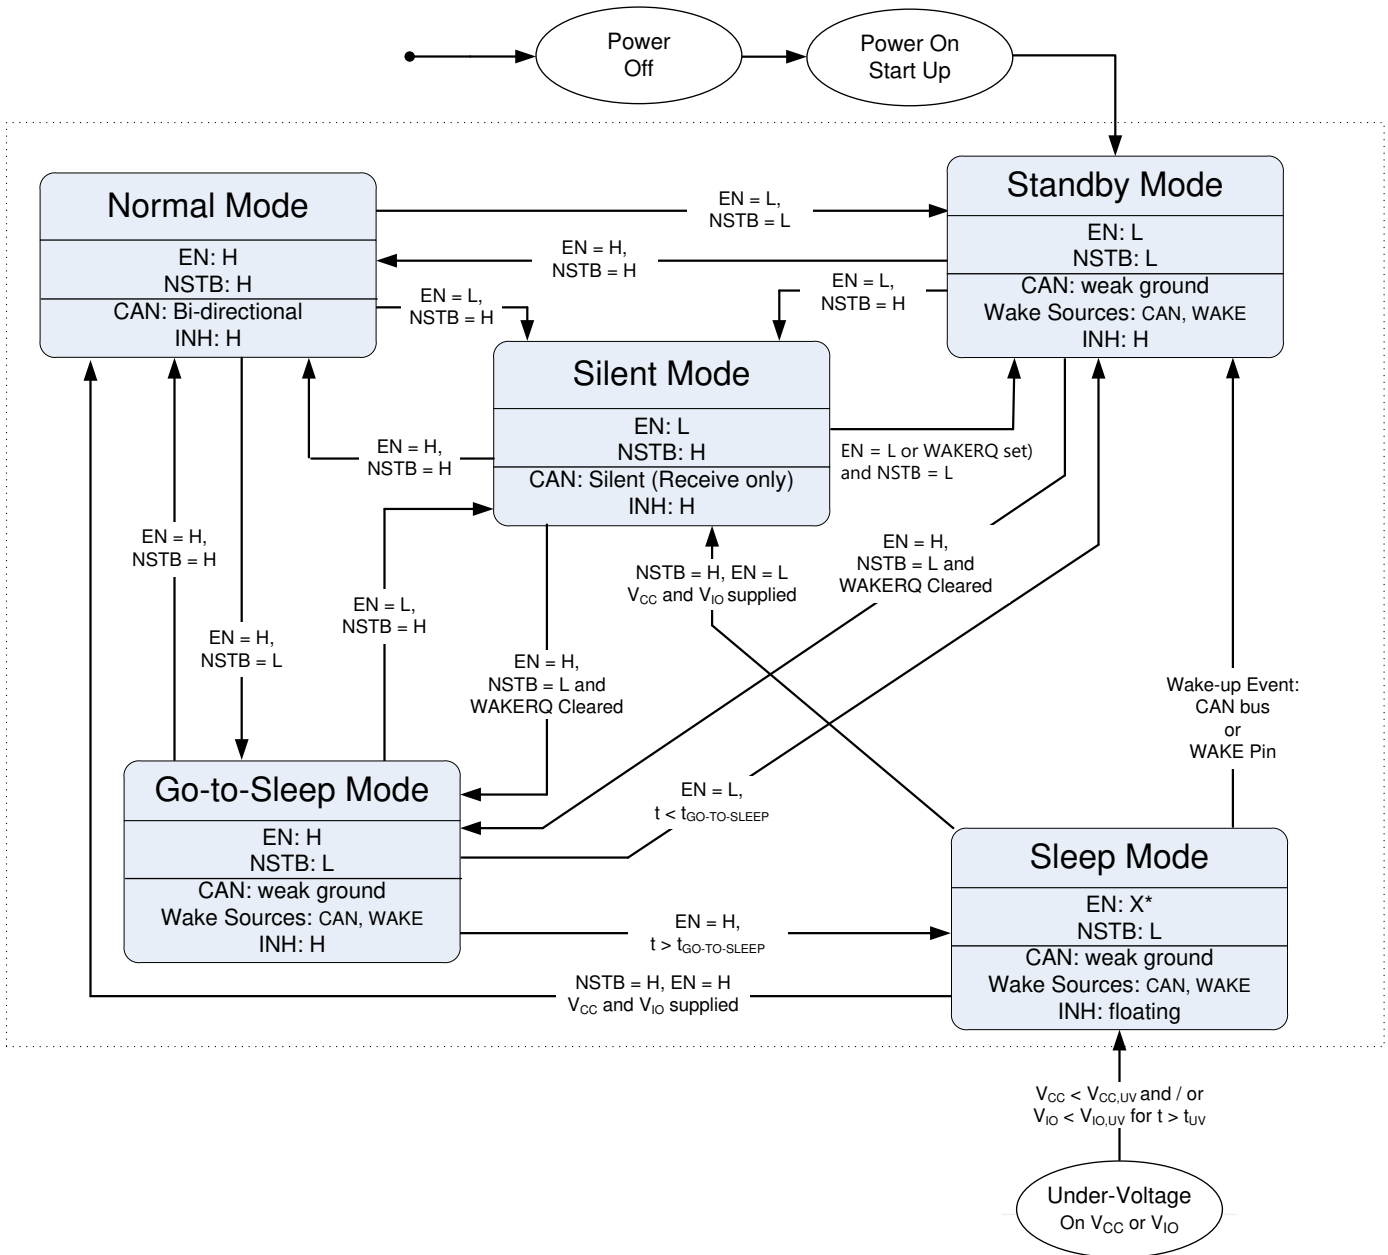 Power
Off
Power On
Start Up
Normal Mode
EN: H
NSTB: H
CAN: Bi-directional
INH: H
EN = L,
NSTB = L
EN = H,
NSTB = H
EN = L,
NSTB = H
EN = L,
NSTB = H
Standby Mode
EN: L
NSTB: L
CAN: weak ground
Wake Sources: CAN, WAKE
INH: H
Silent Mode
EN: L
NSTB: H
CAN: Silent (Receive only)
INH: H
EN = H,
NSTB = H
EN = L or WAKERQ set)
and NSTB = L
EN = H,
NSTB = H
EN = H,
NSTB = L
EN = L,
NSTB = H
EN = H,
NSTB = L and
WAKERQ Cleared
NSTB = H, EN = L
VCC and VIO supplied
EN = H,
NSTB = L and
WAKERQ Cleared
Wake-up Event:
CAN bus
or
WAKE Pin
Go-to-Sleep Mode
EN: H
NSTB: L
CAN: weak ground
Wake Sources: CAN, WAKE
INH: H
EN = L,
t < tGO-TO-SLEEP
EN = H,
t > tGO-TO-SLEEP
NSTB = H, EN = H
VCC and VIO supplied
Sleep Mode
EN: X*
NSTB: L
CAN: weak ground
Wake Sources: CAN, WAKE
INH: floating
VCC < VCC,UV and / or
VIO < VIO,UV for t > tUV
Under-Voltage
On VCC or VIO